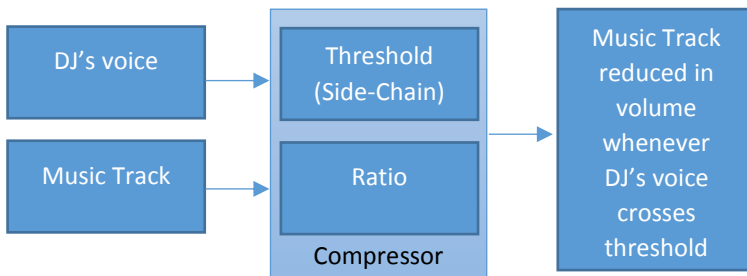 DJ’s voice
Threshold
(Side-Chain)
Music Track
Ratio
Compressor
Music Track
reduced in
volume
whenever
DJ’s voice
crosses
threshold